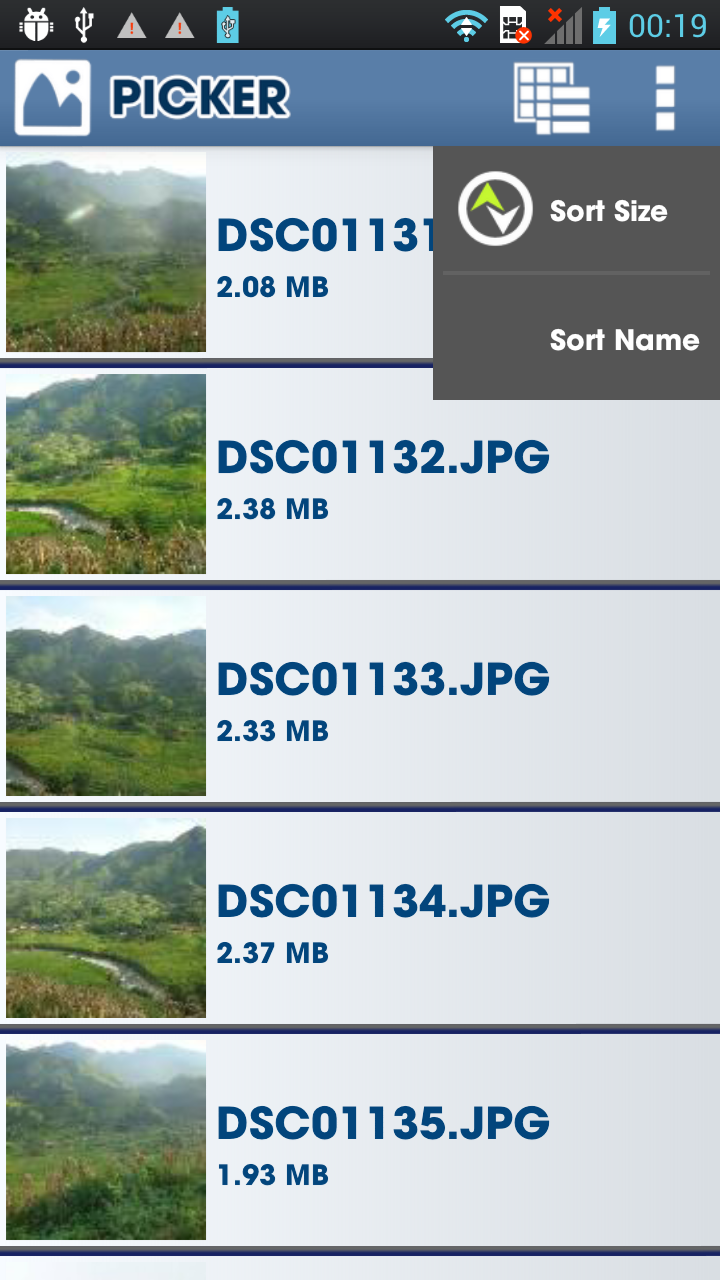 00:19
PICKER
Sort Size
DSC01131
2.08 MB
Sort Name
DSC01132.JPG
2.38 MB
DSC01133.JPG
2.33 MB
DSC01134.JPG
2.37 MB
DSC01135.JPG
1.93 MB